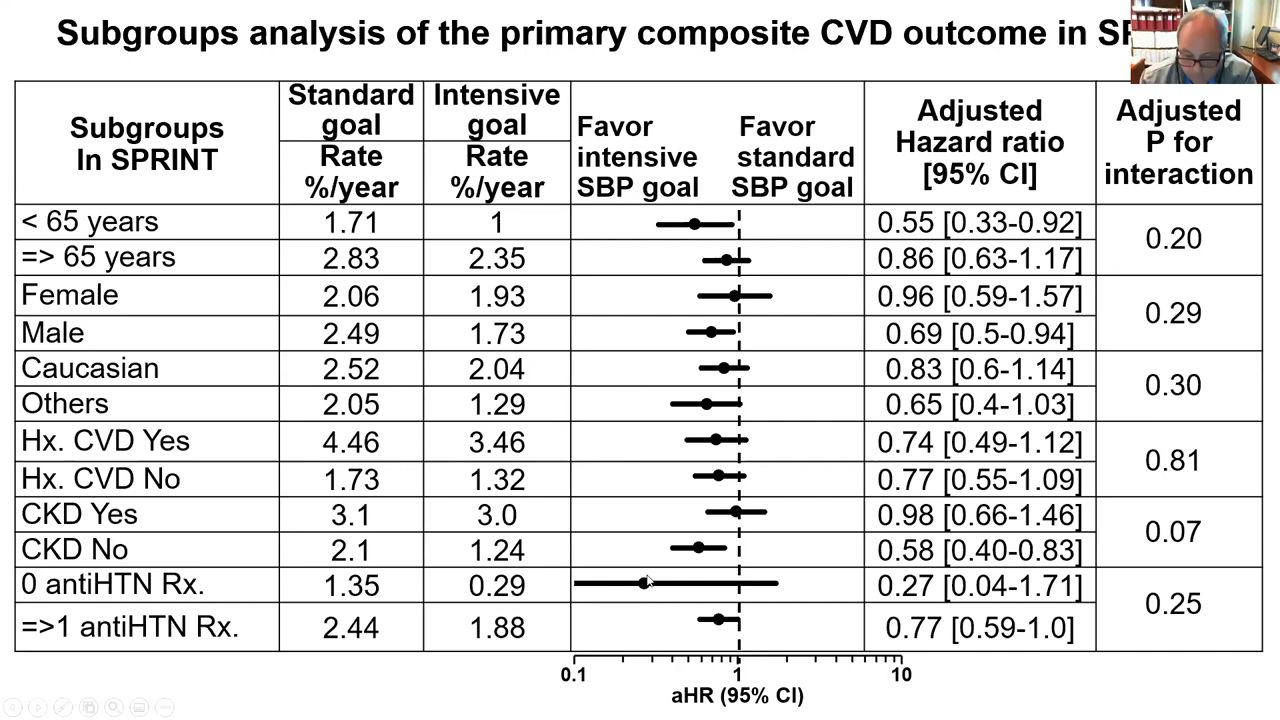 Subgroups analysis of the primary composite CVD outcome in
Subgroups
In SPRINT
Standard
goal
Rate
%/year
Intensive
goal
Rate
%/year
Favor
intensive
SBP goal
Favor
standard
SBP goal
Adjusted
Hazard ratio
[95% CI]
Adjusted
P for
interaction
< 65 years 1.71 1 0.55 [0.33-0.92]
0.20
=> 65 years 2.83 2.35 0.86 [0.63-1.17]
Female 2.06 1.93 0.96 [0.59-1.57]
0.29
Male 2.49 1.73 0.69 [0.5-0.94]
Caucasian 2.52 2.04 0.83 [0.6-1.14]
0.30
Others 2.05 1.29 0.65 [0.4-1.03]
Hx. CVD Yes 4.46 3.46 0.74 [0.49-1.12]
0.81
Hx. CVD No 1.73 1.32 0.77 [0.55-1.09]
CKD Yes 3.1 3.0 0.98 [0.66-1.46]
0.07
CKD No 2.1 1.24 0.58 [0.40-0.83]
0 antiHTN Rx. 1.35 0.29 0.27 [0.04-1.71]
0.25
=>1 antiHTN Rx. 2.44 1.88 0.77 [0.59-1.0]
0.1 1 10
aHR (95% CI)